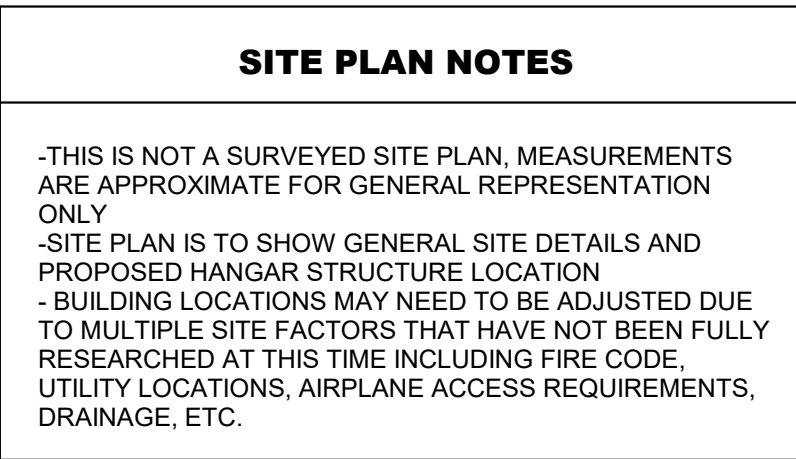 SITE PLAN NOTES
-THIS IS NOT A SURVEYED SITE PLAN, MEASUREMENTS
ARE APPROXIMATE FOR GENERAL REPRESENTATION
ONLY
-SITE PLAN IS TO SHOW GENERAL SITE DETAILS AND
PROPOSED HANGAR STRUCTURE LOCATION
- BUILDING LOCATIONS MAY NEED TO BE ADJUSTED DUE
TO MULTIPLE SITE FACTORS THAT HAVE NOT BEEN FULLY
RESEARCHED AT THIS TIME INCLUDING FIRE CODE,
UTILITY LOCATIONS, AIRPLANE ACCESS REQUIREMENTS,
DRAINAGE, ETC.